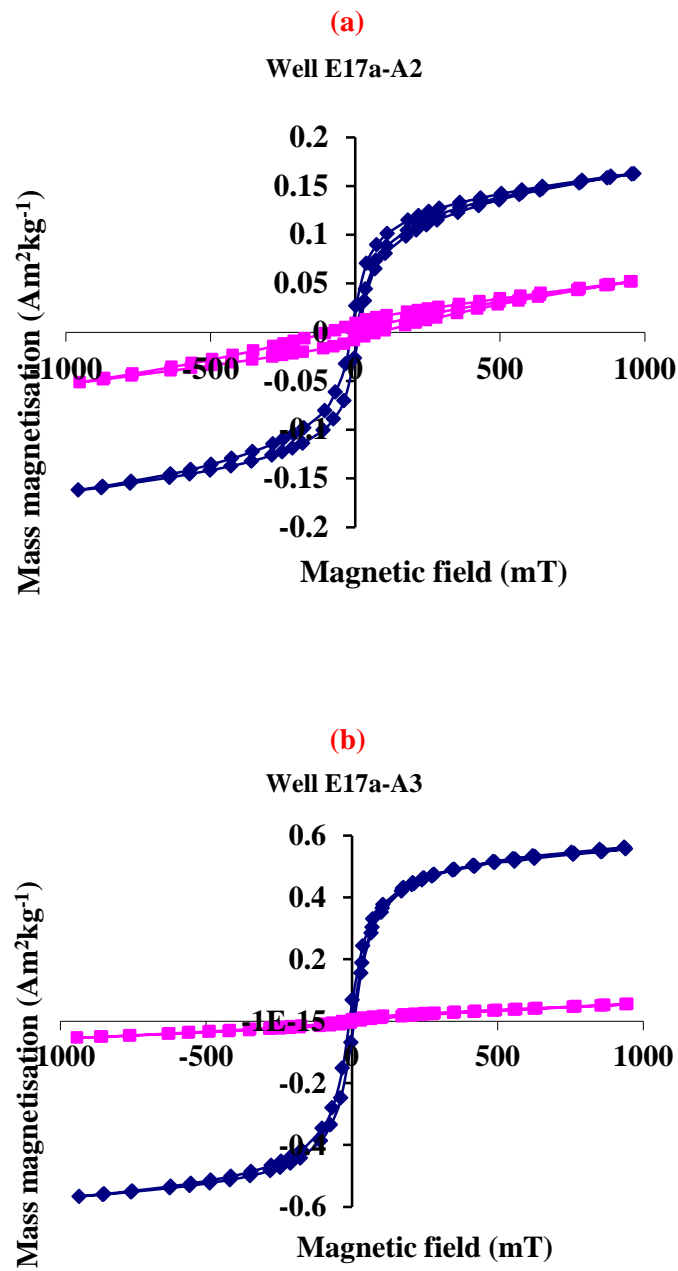 (a)
Well E17a-A2
Mass magnetisation (Am²kg⁻¹)
0.2
0.15
0.1
0.05
0
-0.05
-0.1
-0.15
-0.2
-1000
-500
0
500
1000
Magnetic field (mT)
(b)
Well E17a-A3
Mass magnetisation (Am²kg⁻¹)
0.6
0.4
0.2
-1E-15
-0.2
-0.4
-0.6
-1000
-500
0
500
1000
Magnetic field (mT)